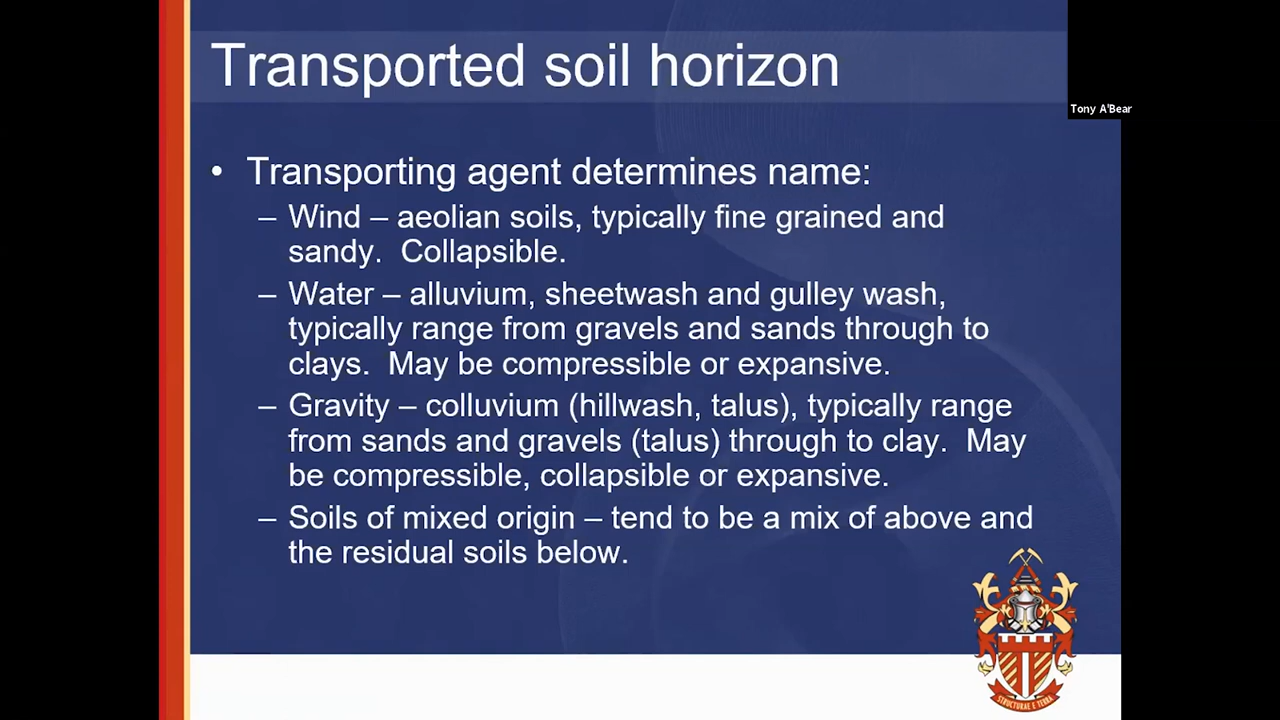 Transported soil horizon
Tony A'Bear
• Transporting agent determines name:
– Wind – aeolian soils, typically fine grained and
sandy.  Collapsible.
– Water – alluvium, sheetwash and gulley wash,
typically range from gravels and sands through to
clays.  May be compressible or expansive.
– Gravity – colluvium (hillwash, talus), typically range
from sands and gravels (talus) through to clay.  May
be compressible, collapsible or expansive.
– Soils of mixed origin – tend to be a mix of above and
the residual soils below.
STRUCTURAE E TERRA